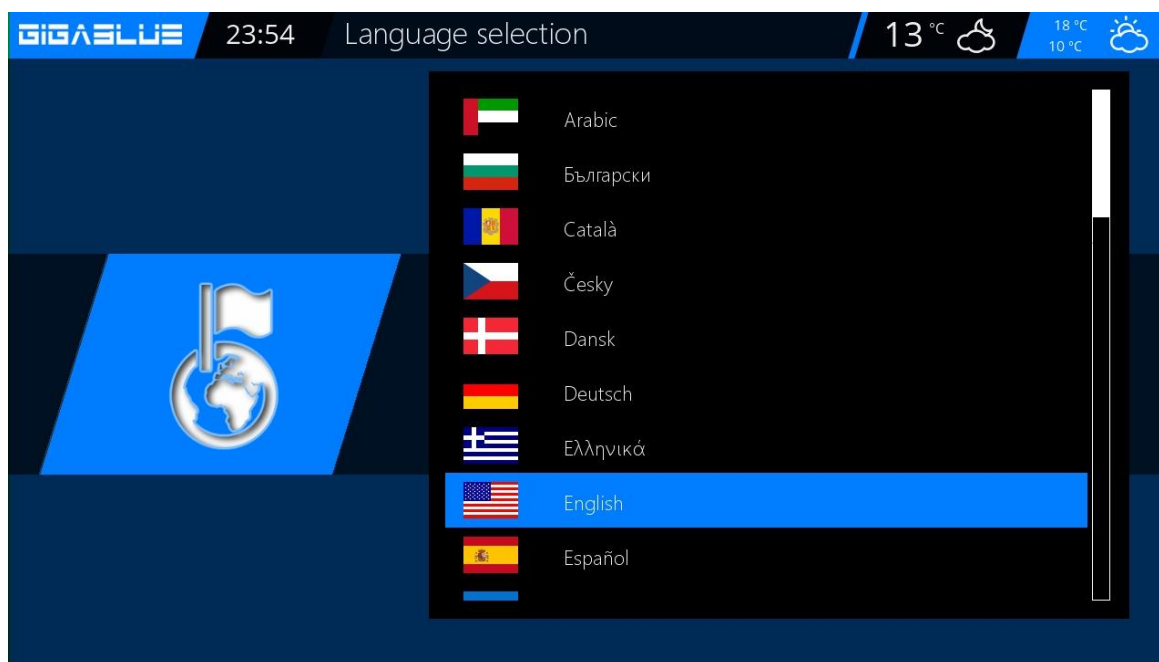 GIGABLUE
23:54
Language selection
13 °C
18 °C
10 °C
Arabic
Български
Català
Česky
Dansk
Deutsch
Ελληνικά
English
Español